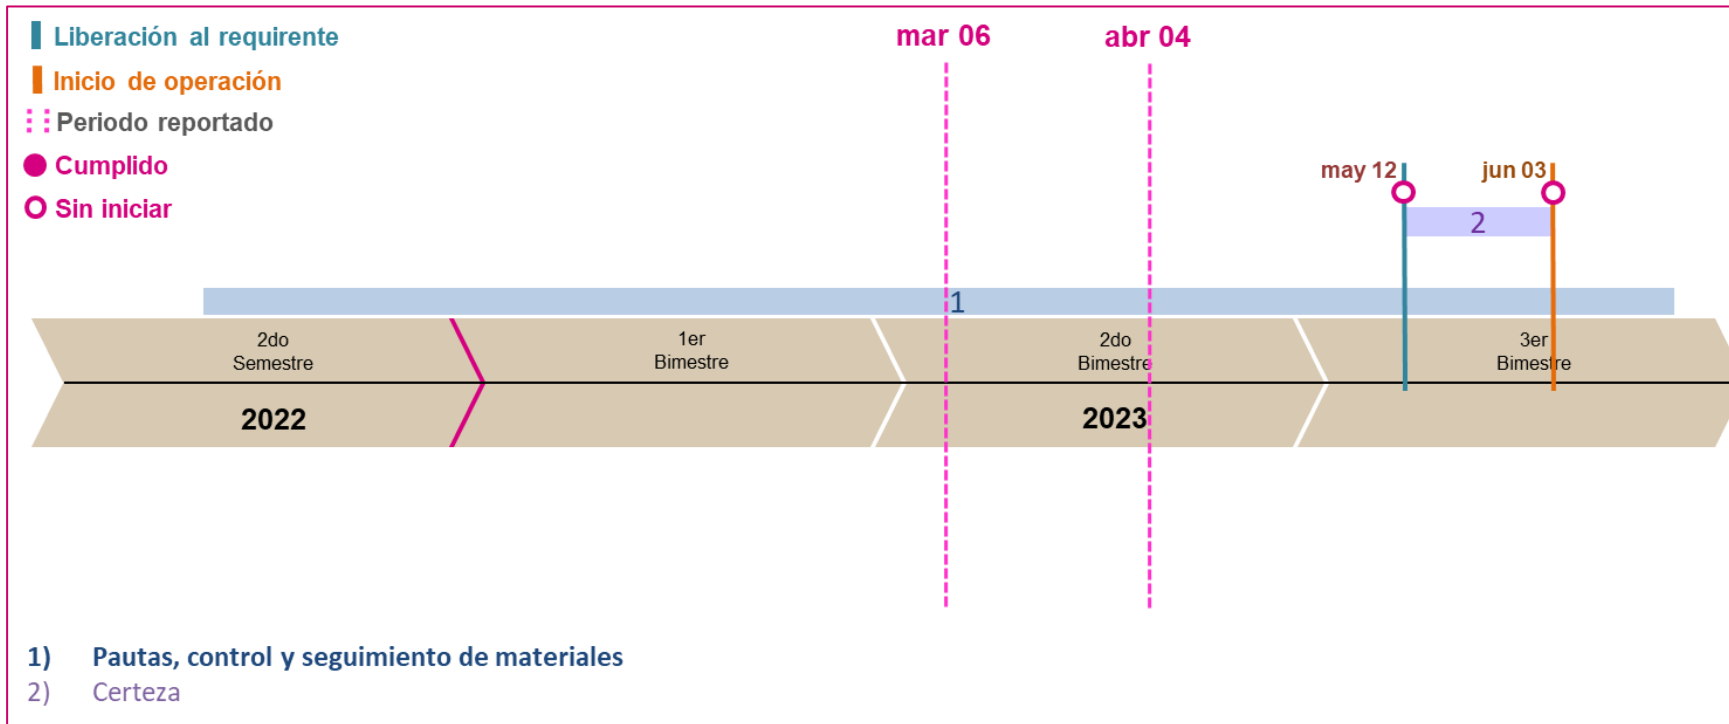 Liberación al requirente
Inicio de operación
Periodo reportado
Cumplido
Sin iniciar
mar 06
abr 04
may 12
jun 03
2
1
2do
Semestre
1er
Bimestre
2do
Bimestre
3er
Bimestre
2022
2023
1) Pautas, control y seguimiento de materiales
2) Certeza